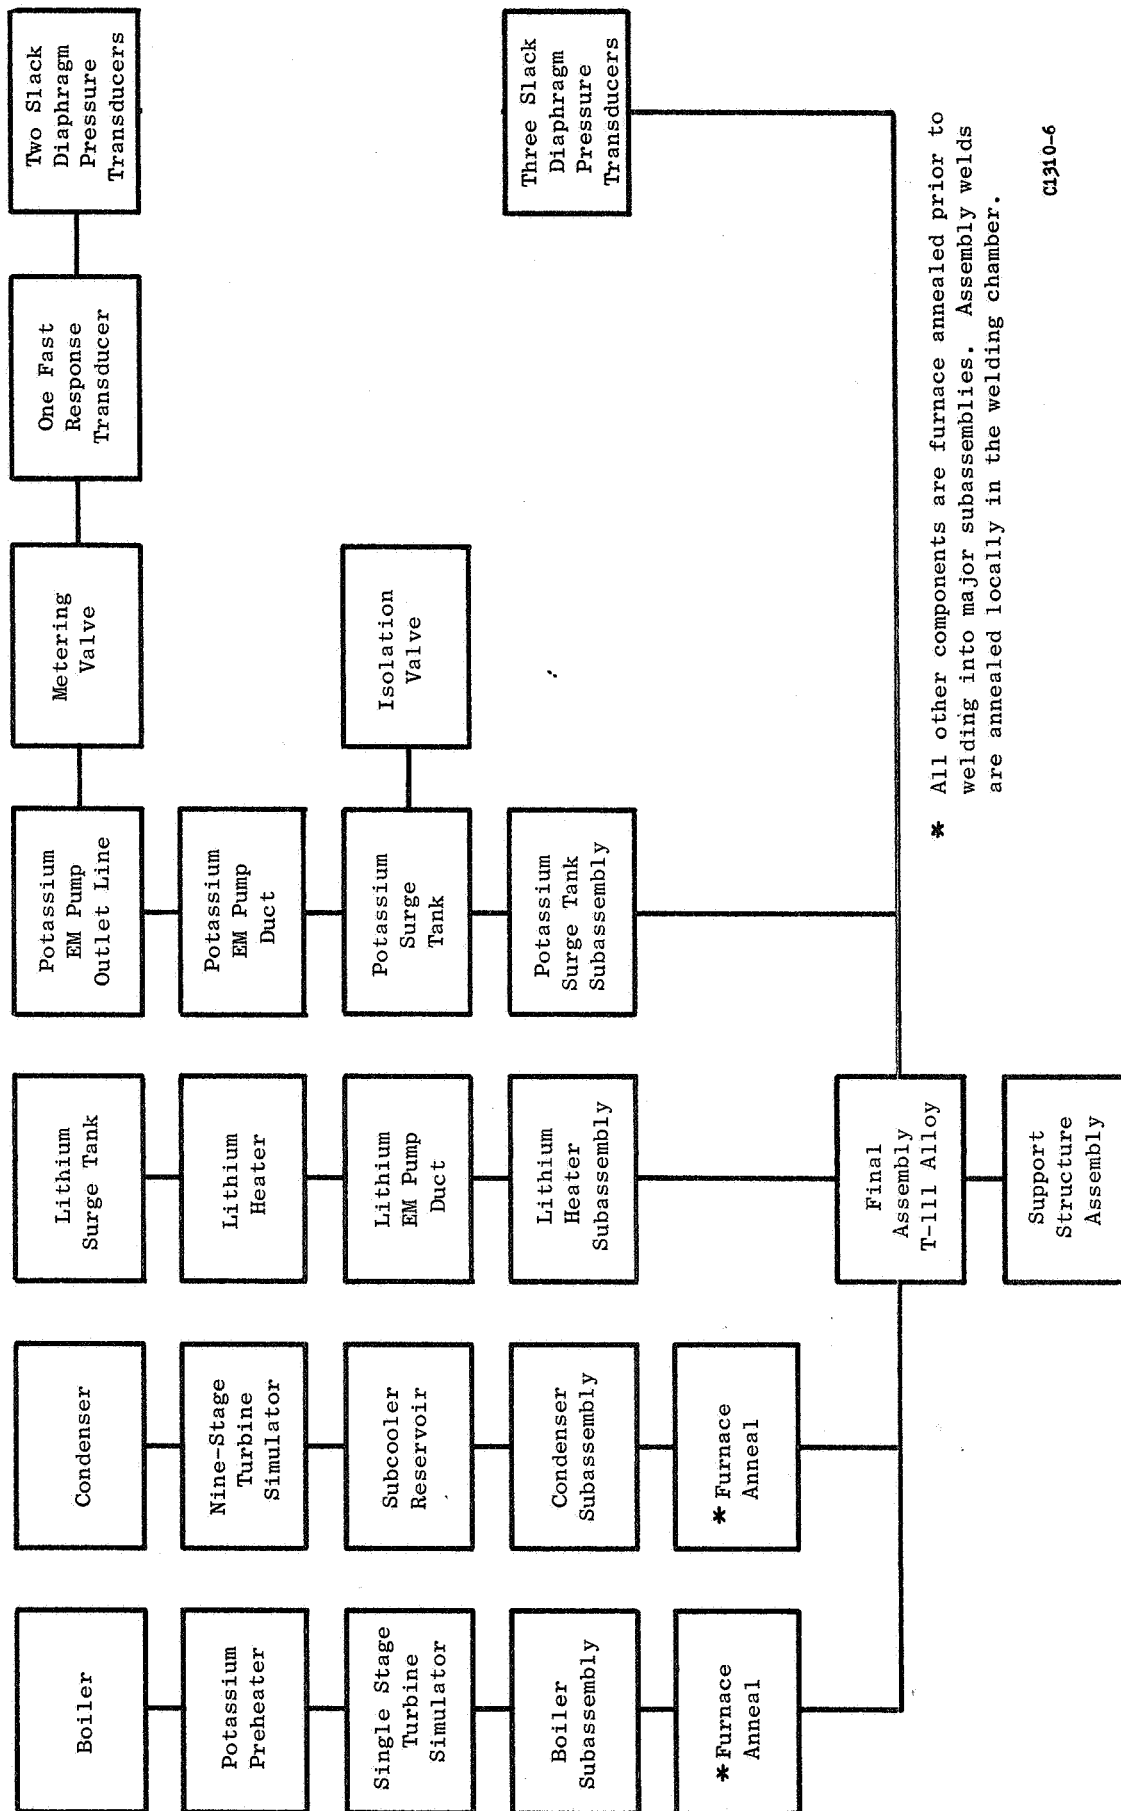 Boiler
Potassium
Preheater
Single Stage
Turbine
Simulator
Boiler
Subassembly
*Furnace
Anneal
Condenser
Nine-Stage
Turbine
Simulator
Subcooler
Reservoir
Condenser
Subassembly
*Furnace
Anneal
Lithium
Surge Tank
Lithium
Heater
Lithium
EM Pump
Duct
Lithium
Heater
Subassembly
Potassium
EM Pump
Outlet Line
Potassium
EM Pump
Duct
Potassium
Surge
Tank
Potassium
Surge Tank
Subassembly
Metering
Valve
Isolation
Valve
One Fast
Response
Transducer
Two Slack
Diaphragm
Pressure
Transducers
Three Slack
Diaphragm
Pressure
Transducers
Final
Assembly
T-111 Alloy
Support
Structure
Assembly
* All other components are furnace annealed prior to
welding into major subassemblies. Assembly welds
are annealed locally in the welding chamber.
C1310-6